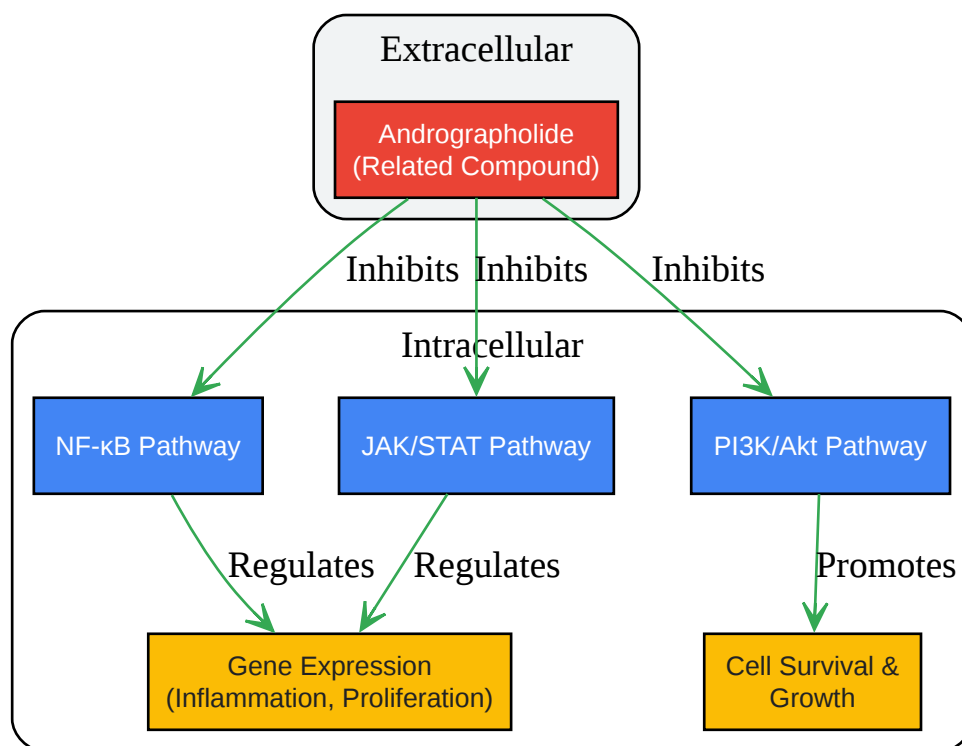 Extracellular
Andrographolide
(Related Compound)
Inhibits
Inhibits
Inhibits
Intracellular
NF-κB Pathway
JAK/STAT Pathway
PI3K/Akt Pathway
Regulates
Regulates
Promotes
Gene Expression
(Inflammation, Proliferation)
Cell Survival &
Growth